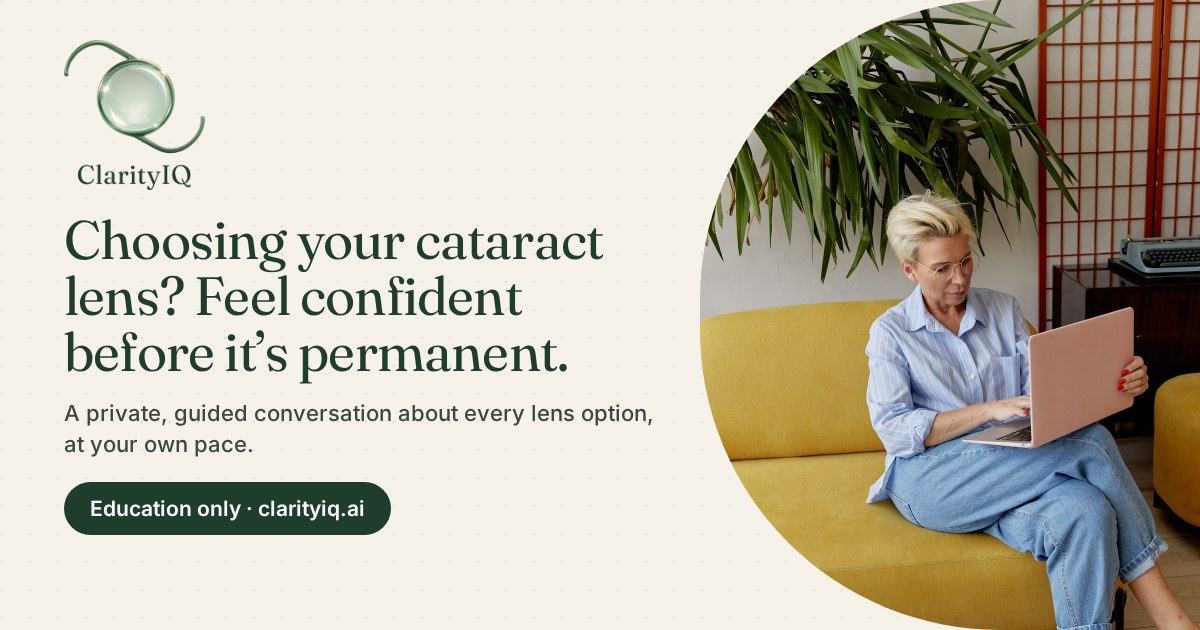 ClarityIQ
Choosing your cataract
lens? Feel confident
before it’s permanent.
A private, guided conversation about every lens option,
at your own pace.
Education only · clarityiq.ai